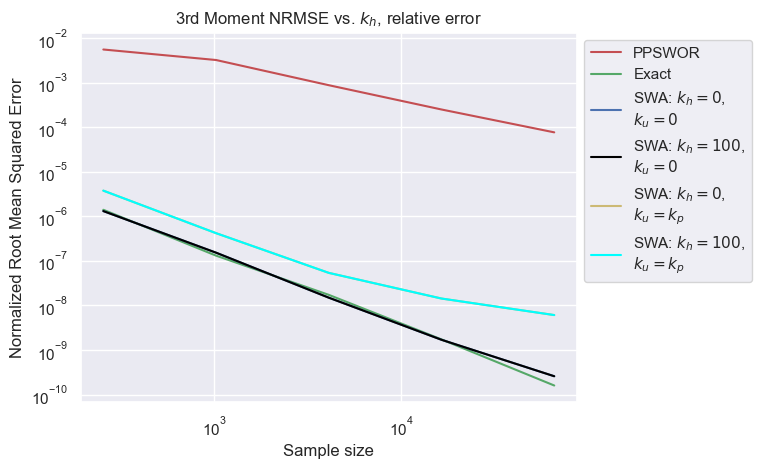 3rd Moment NRMSE vs. $k_h$, relative error
Normalized Root Mean Squared Error
$10^{-2}$
$10^{-3}$
$10^{-4}$
$10^{-5}$
$10^{-6}$
$10^{-7}$
$10^{-8}$
$10^{-9}$
$10^{-10}$
$10^3$ $10^4$
Sample size
PPSWOR
Exact
SWA: $k_h = 0$,
$k_u = 0$
SWA: $k_h = 100$,
$k_u = 0$
SWA: $k_h = 0$,
$k_u = k_p$
SWA: $k_h = 100$,
$k_u = k_p$